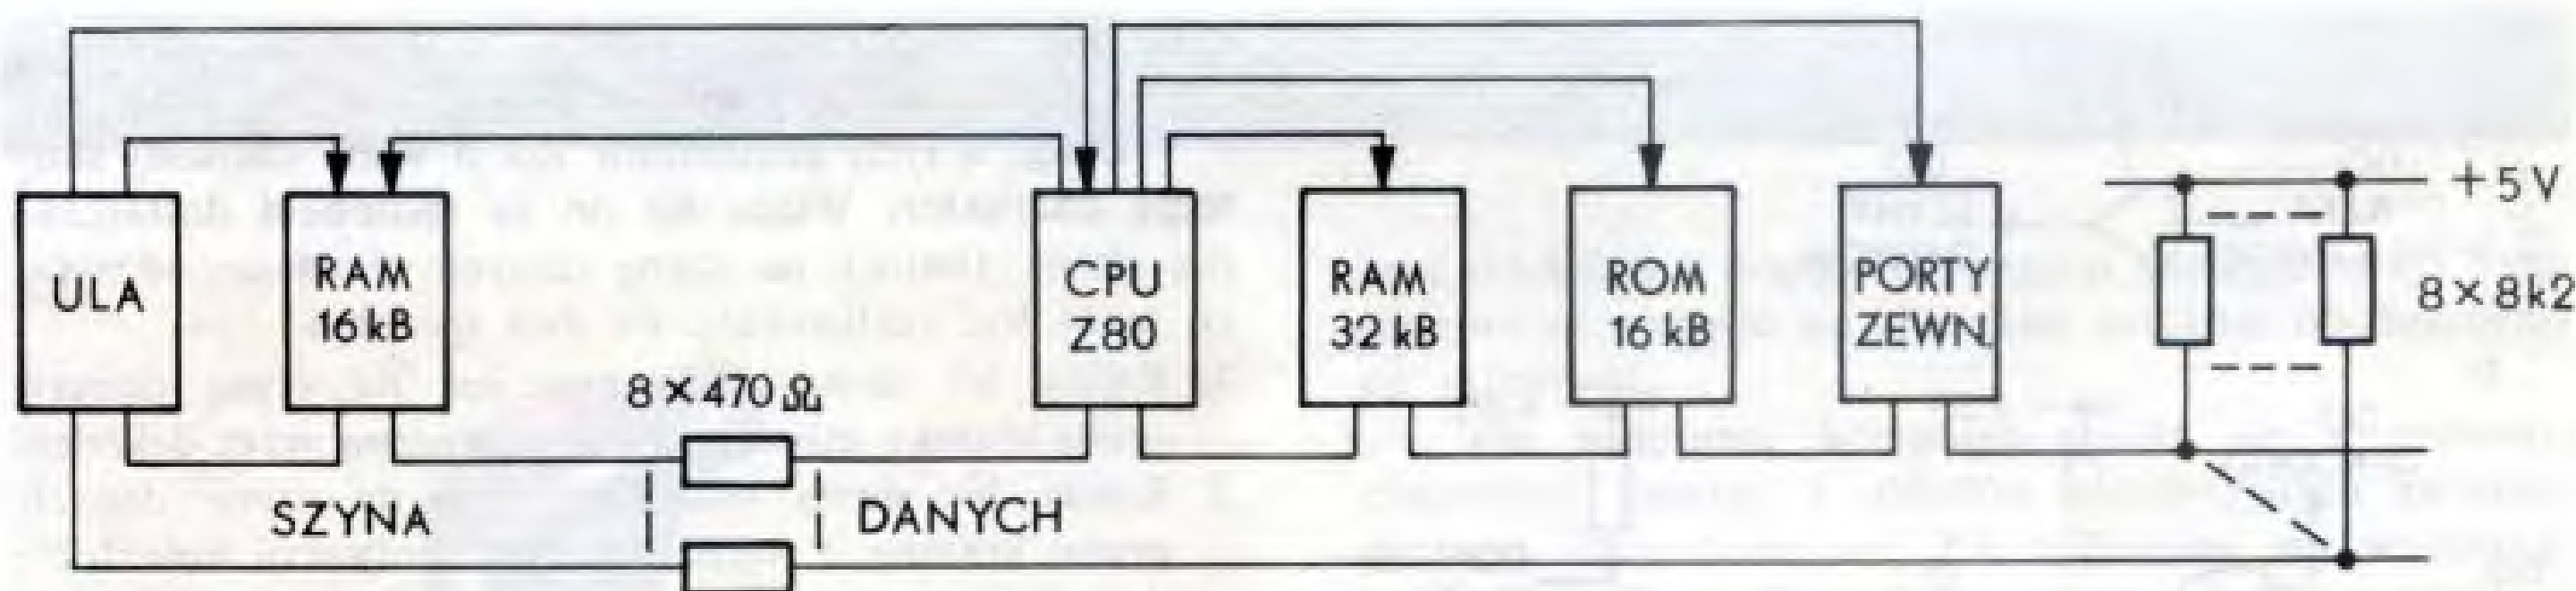 ULA
RAM
16 kB
8 × 470 Ω
CPU
Z80
RAM
32 kB
ROM
16 kB
PORTY
ZEWN.
+5V
8 × 8k2
SZYNA DANYCH